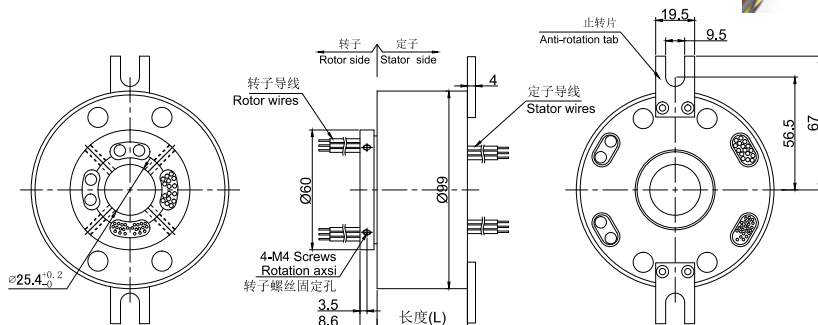 止转片
Anti-rotation tab
19.5
9.5
转子
定子
Rotor side
Stator side
4
转子导线
Rotor wires
定子导线
Stator wires
56.5
67
Ø60
Ø99
4-M4 Screws
Rotation axsi
转子螺丝固定孔
Ø25.4 +0.2 -0
3.5
8.6
长度(L)